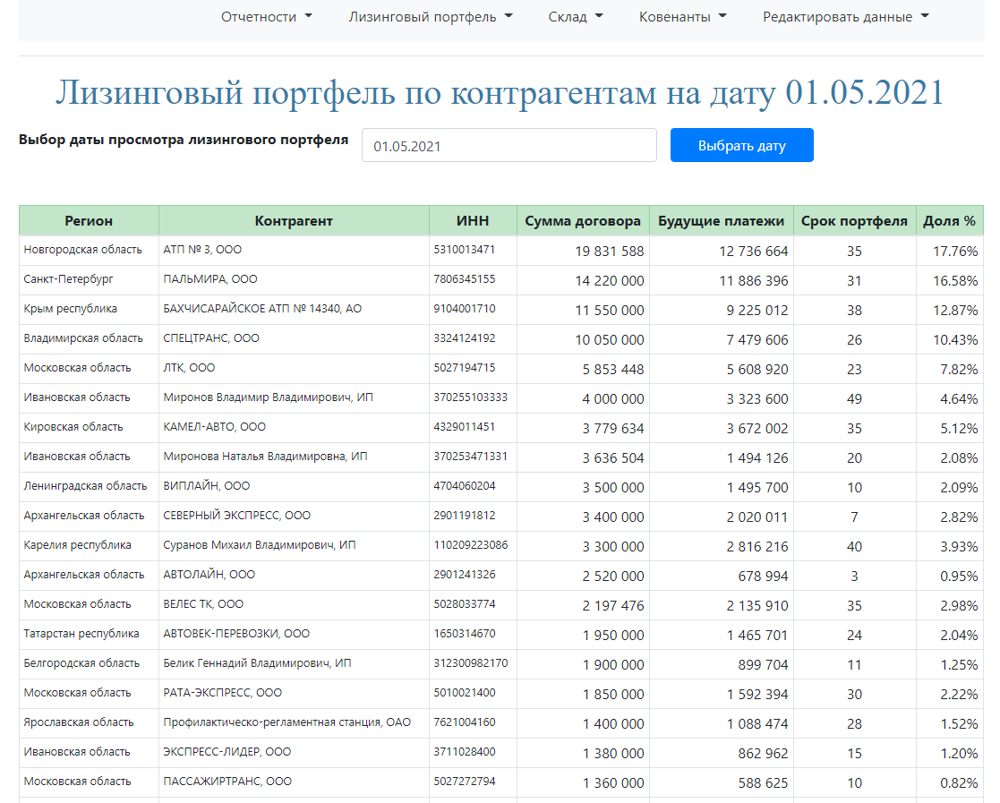 Отчетности Лизинговый портфель Склад Ковенанты Редактировать данные
Лизинговый портфель по контрагентам на дату 01.05.2021
Выбор даты просмотра лизингового портфеля 01.05.2021 Выбрать дату
Регион Контрагент ИНН Сумма договора Будущие платежи Срок портфеля Доля %
Новгородская область АТП № 3, ООО 5310013471 19 831 588 12 736 664 35 17.76%
Санкт-Петербург ПАЛЬМИРА, ООО 7806345155 14 220 000 11 886 396 31 16.58%
Крым республика БАХЧИСАРАЙСКОЕ АТП № 14340, АО 9104001710 11 550 000 9 225 012 38 12.87%
Владимирская область СПЕЦТРАНС, ООО 3324124192 10 050 000 7 479 606 26 10.43%
Московская область ЛТК, ООО 5027194715 5 853 448 5 608 920 23 7.82%
Ивановская область Миронов Владимир Владимирович, ИП 370255103333 4 000 000 3 323 600 49 4.64%
Кировская область КАМЕЛ-АВТО, ООО 4329011451 3 779 634 3 672 002 35 5.12%
Ивановская область Миронова Наталья Владимировна, ИП 370253471331 3 636 504 1 494 126 20 2.08%
Ленинградская область ВИПЛАЙН, ООО 4704060204 3 500 000 1 495 700 10 2.09%
Архангельская область СЕВЕРНЫЙ ЭКСПРЕСС, ООО 2901191812 3 400 000 2 020 011 7 2.82%
Карелия республика Суранов Михаил Владимирович, ИП 110209223086 3 300 000 2 816 216 40 3.93%
Архангельская область АВТОЛАЙН, ООО 2901241326 2 520 000 678 994 3 0.95%
Московская область ВЕЛЕС ТК, ООО 5028033774 2 197 476 2 135 910 35 2.98%
Татарстан республика АВТОВЕК-ПЕРЕВОЗКИ, ООО 1650314670 1 950 000 1 465 701 24 2.04%
Белгородская область Белик Геннадий Владимирович, ИП 312300982170 1 900 000 899 704 11 1.25%
Московская область РАТА-ЭКСПРЕСС, ООО 5010021400 1 850 000 1 592 394 30 2.22%
Ярославская область Профилактическо-регламентная станция, ОАО 7621004160 1 400 000 1 088 474 28 1.52%
Ивановская область ЭКСПРЕСС-ЛИДЕР, ООО 3711028400 1 380 000 862 962 15 1.20%
Московская область ПАССАЖИРТРАНС, ООО 5027272794 1 360 000 588 625 10 0.82%